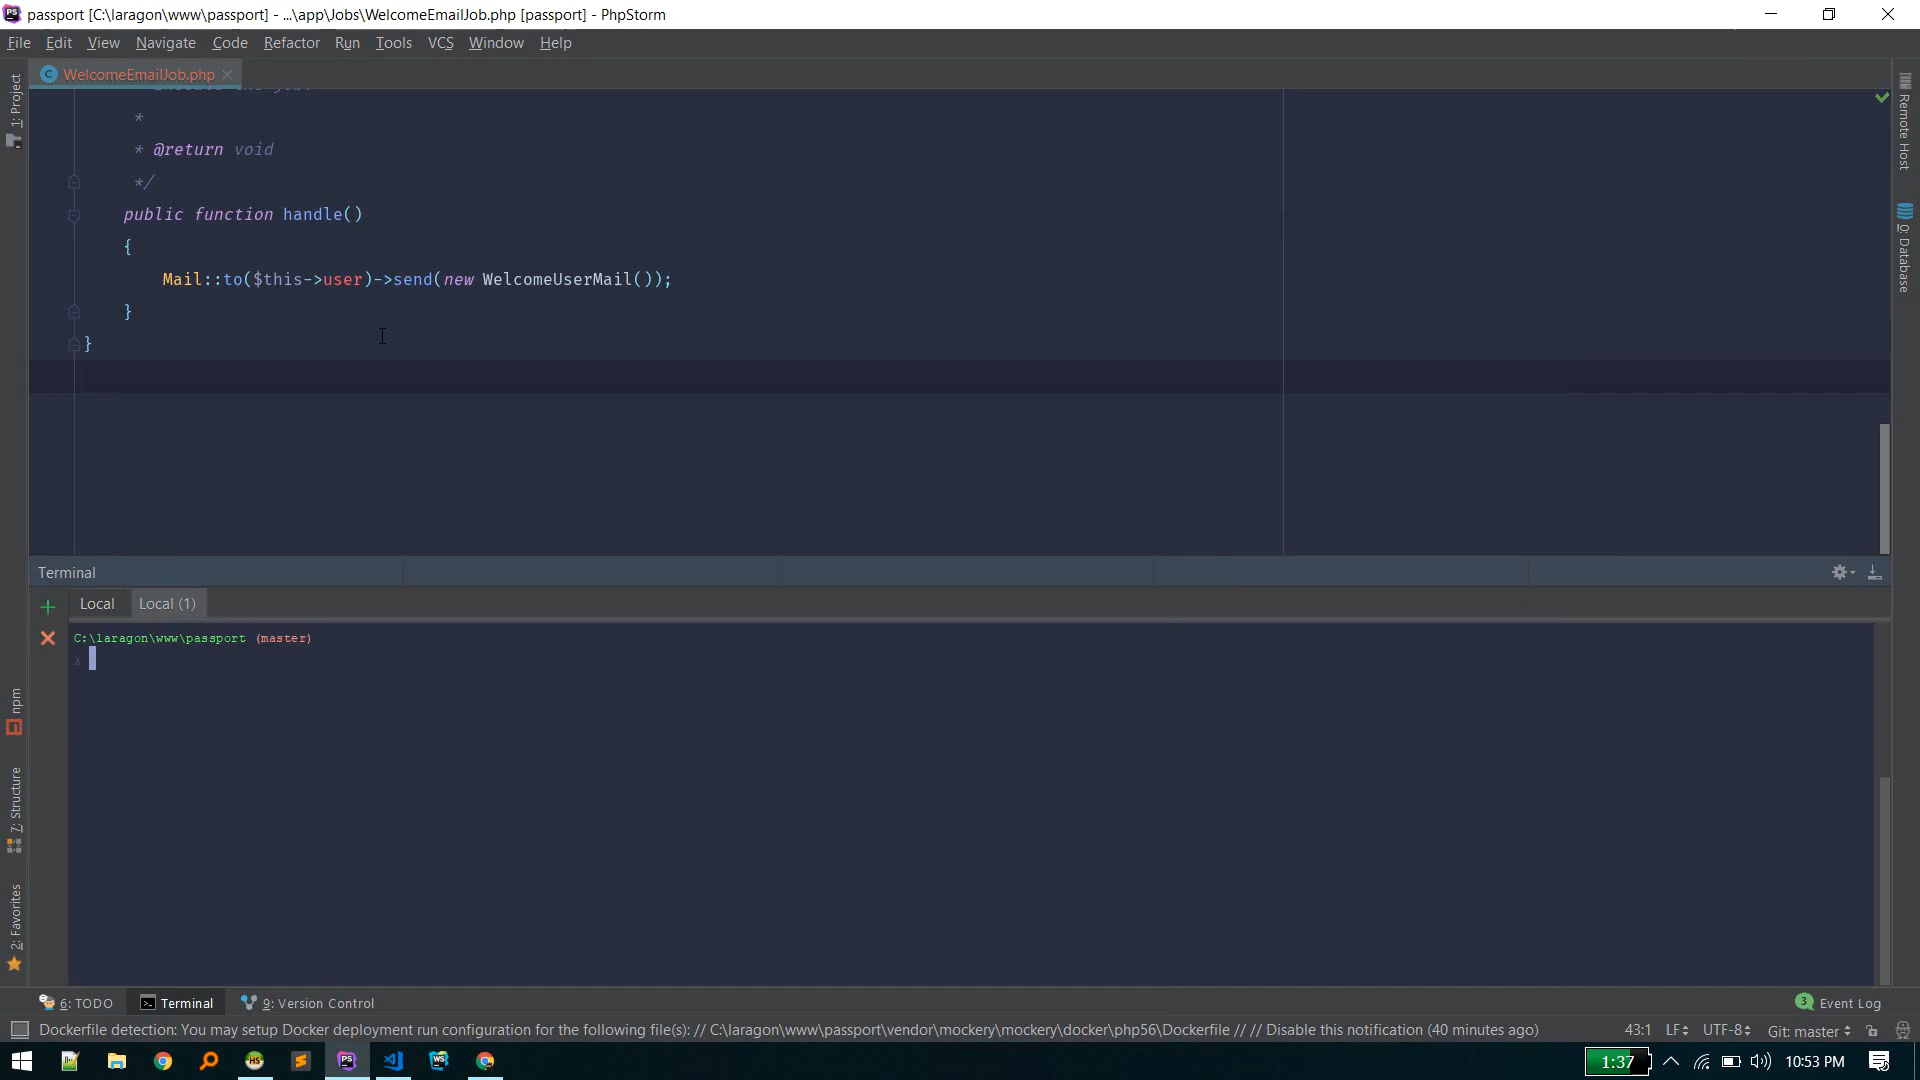 passport [C:\laragon\www\passport] - ...\app\Jobs\WelcomeEmailJob.php [passport] - PhpStorm
File Edit View Navigate Code Refactor Run Tools VCS Window Help
WelcomeEmailJob.php
*
* @return void
*/
public function handle()
{
Mail::to($this->user)->send(new WelcomeUserMail());
}
}
1: Project
npm
7: Structure
2: Favorites
Remote Host
Database
Terminal
Local Local (1)
C:\laragon\www\passport (master)
λ
6: TODO Terminal 9: Version Control
3 Event Log
Dockerfile detection: You may setup Docker deployment run configuration for the following file(s): // C:\laragon\www\passport\vendor\mockery\mockery\docker\php56\Dockerfile // // Disable this notification (40 minutes ago) 43:1 LF UTF-8 Git: master
PS WS 1:37 10:53 PM